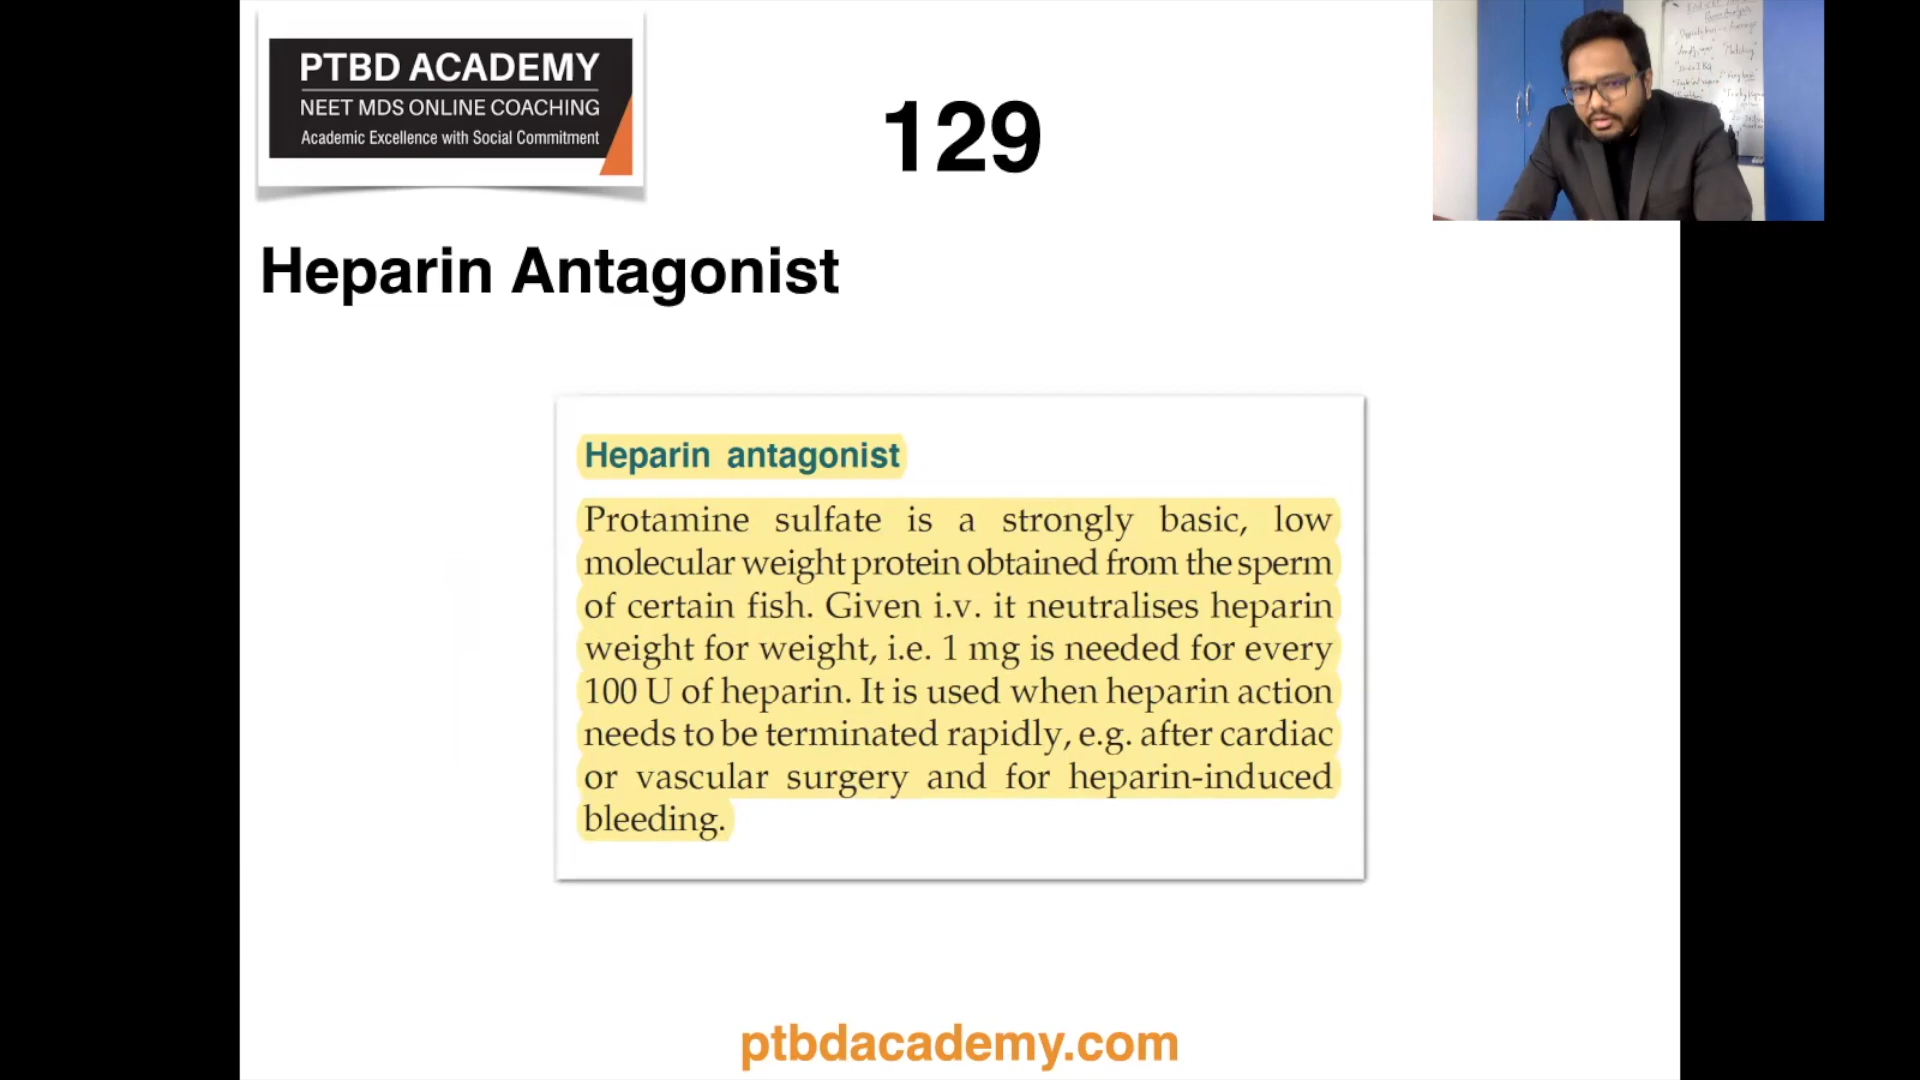 PTBD ACADEMY
NEET MDS ONLINE COACHING
Academic Excellence with Social Commitment
129
Heparin Antagonist
Heparin antagonist
Protamine sulfate is a strongly basic, low
molecular weight protein obtained from the sperm
of certain fish. Given i.v. it neutralises heparin
weight for weight, i.e. 1 mg is needed for every
100 U of heparin. It is used when heparin action
needs to be terminated rapidly, e.g. after cardiac
or vascular surgery and for heparin-induced
bleeding.
ptbdacademy.com